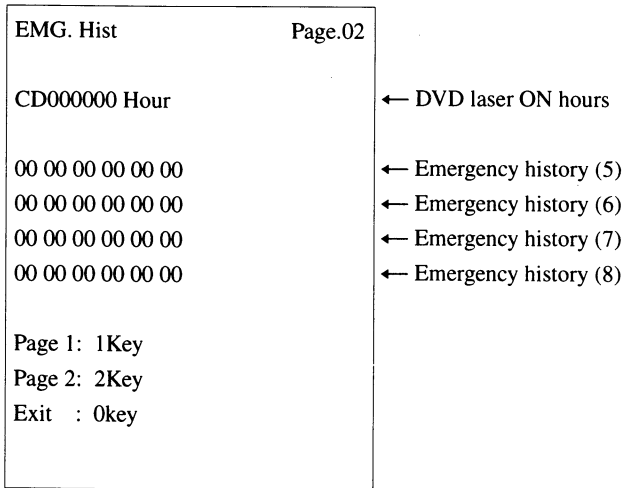 EMG. Hist Page.02
CD000000 Hour ← DVD laser ON hours
00 00 00 00 00 00 ← Emergency history (5)
00 00 00 00 00 00 ← Emergency history (6)
00 00 00 00 00 00 ← Emergency history (7)
00 00 00 00 00 00 ← Emergency history (8)
Page 1: 1Key
Page 2: 2Key
Exit : 0key